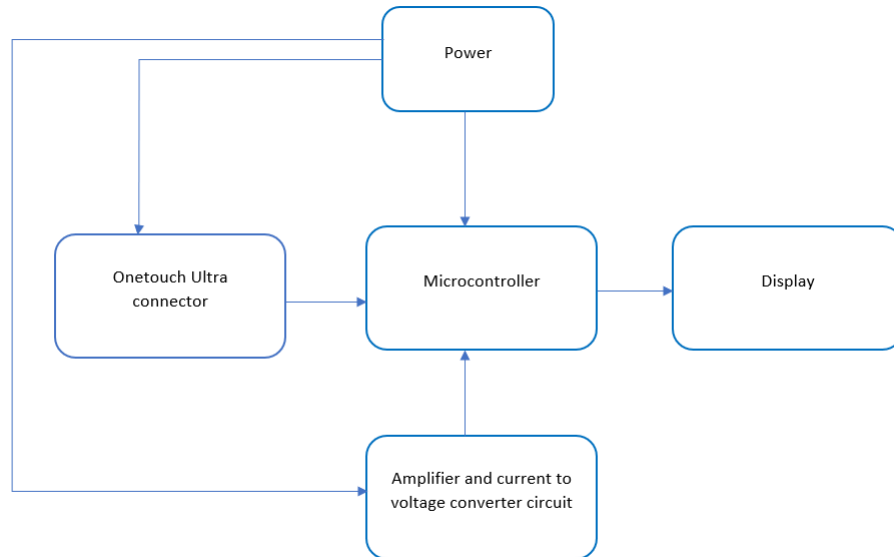 Power
Onetouch Ultra
connector
Microcontroller
Display
Amplifier and current to
voltage converter circuit